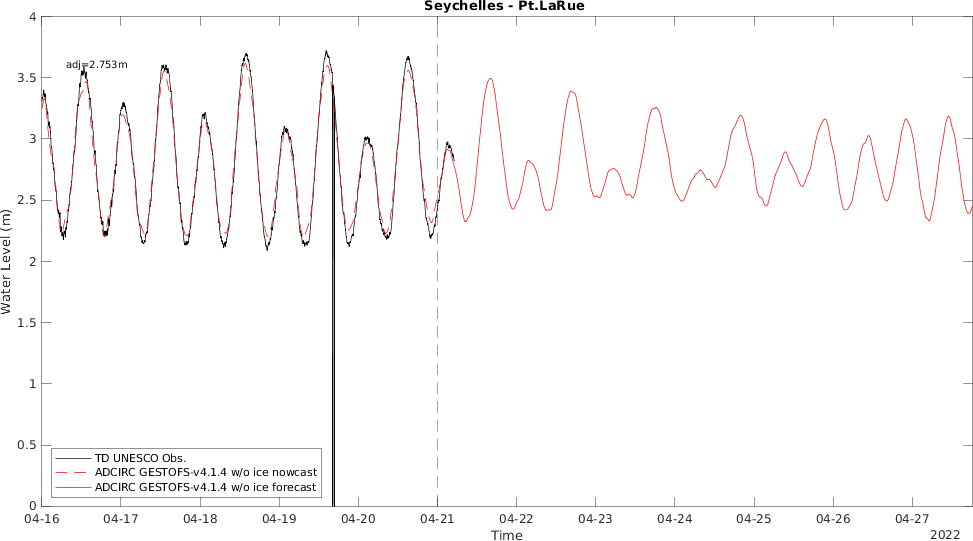 Seychelles - Pt.LaRue
4
3.5
3
2.5
2
1.5
1
0.5
0
Water Level (m)
adj=2.753m
TD UNESCO Obs.
ADCIRC GESTOFS-v4.1.4 w/o ice nowcast
ADCIRC GESTOFS-v4.1.4 w/o ice forecast
04-16 04-17 04-18 04-19 04-20 04-21 04-22 04-23 04-24 04-25 04-26 04-27
Time
2022